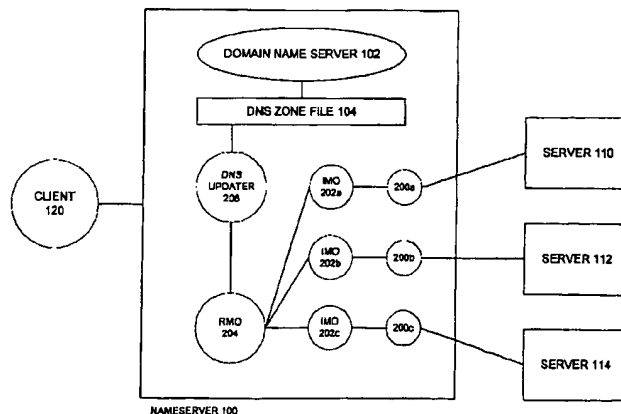 DOMAIN NAME SERVER 102
DNS ZONE FILE 104
DNS
UPDATER
206
IMO
202a
200a
SERVER 110
CLIENT
120
IMO
202b
200b
SERVER 112
RMO
204
IMO
202c
200c
SERVER 114
NAMESERVER 100